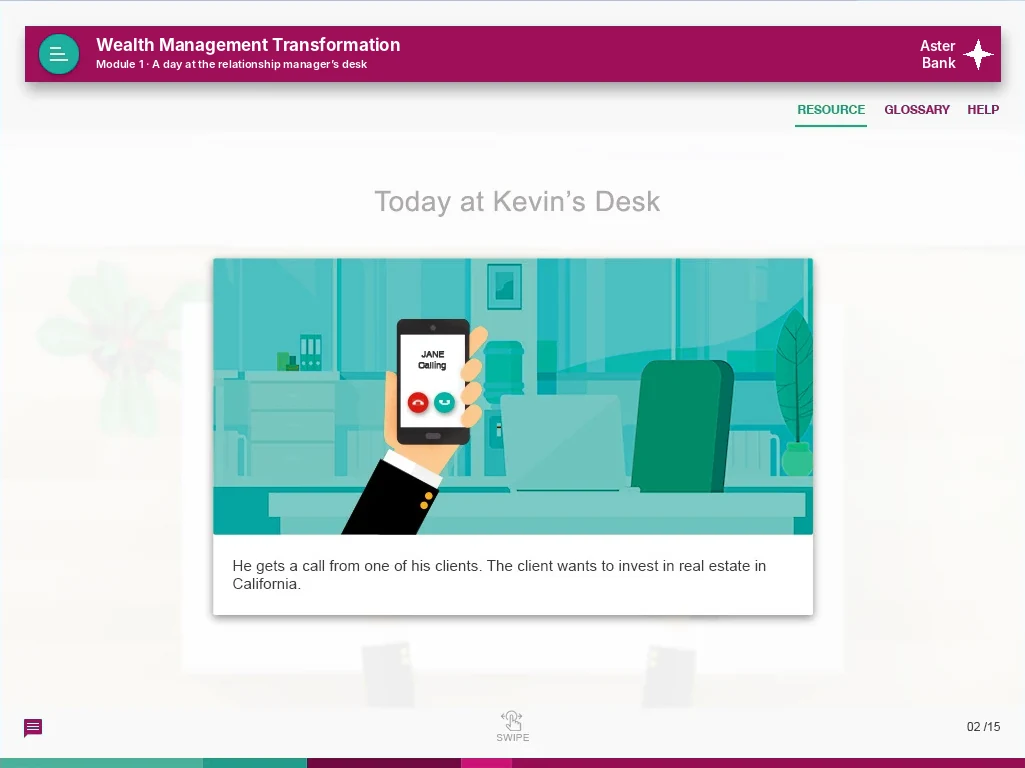 Wealth Management Transformation
Module 1 · A day at the relationship manager's desk
Aster
Bank
RESOURCE GLOSSARY HELP
Today at Kevin's Desk
JANE
Calling
He gets a call from one of his clients. The client wants to invest in real estate in
California.
SWIPE
02 /15